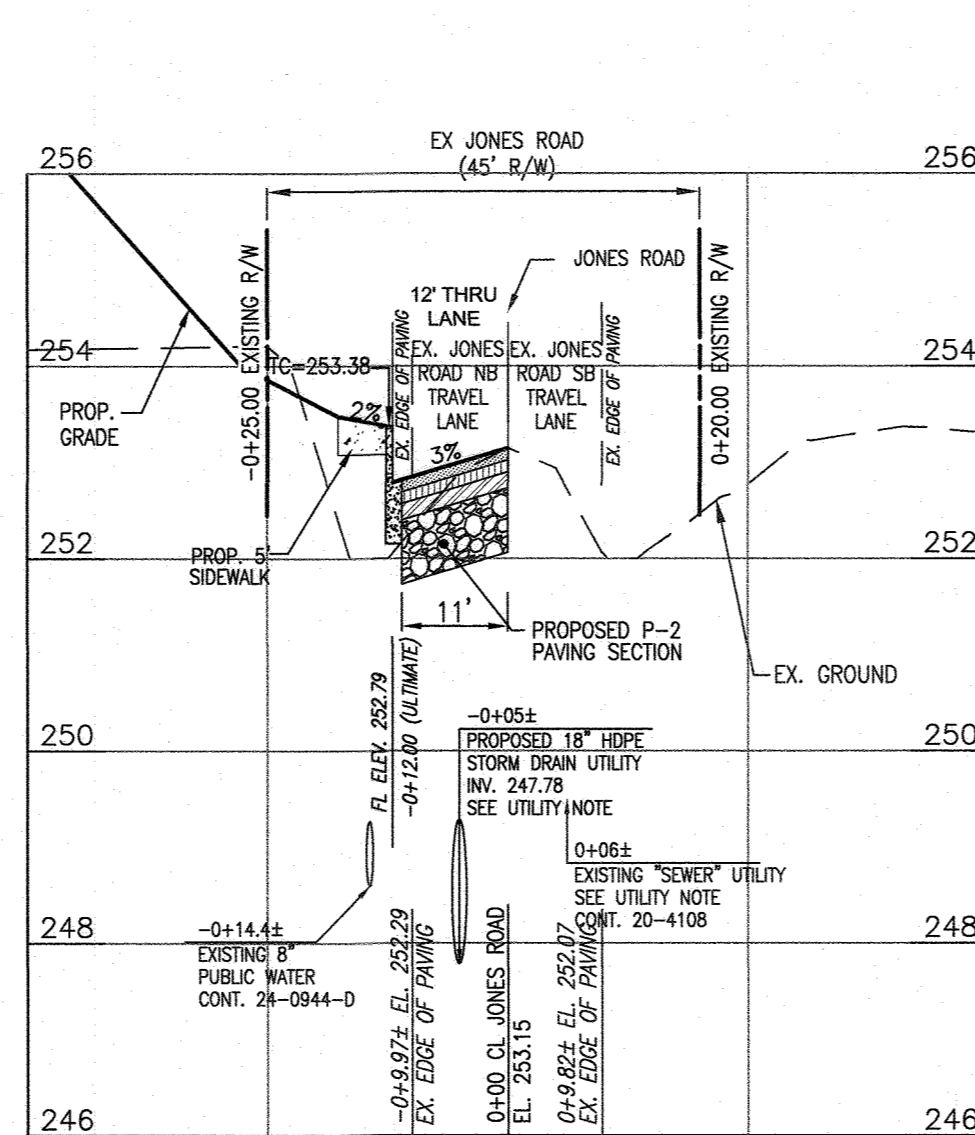 EX JONES ROAD
(45' R/W)
256
256
-0+25.00 EXISTING R/W
0+20.00 EXISTING R/W
JONES ROAD
12' THRU
LANE
EX. EDGE OF PAVING
EX. JONES
ROAD NB
TRAVEL
LANE
EX. JONES
ROAD SB
TRAVEL
LANE
EX. EDGE OF PAVING
254
254
TC=253.38
PROP.
GRADE
2%
3%
PROP. 5'
SIDEWALK
252
252
11'
PROPOSED P-2
PAVING SECTION
EX. GROUND
FL ELEV. 252.79
-0+12.00 (ULTIMATE)
-0+05±
PROPOSED 18" HDPE
STORM DRAIN UTILITY
INV. 247.78
SEE UTILITY NOTE
250
250
0+06±
EXISTING "SEWER" UTILITY
SEE UTILITY NOTE
CONT. 20-4108
-0+14.4±
EXISTING 8"
PUBLIC WATER
CONT. 24-0944-D
248
248
-0+9.97± EL. 252.29
EX. EDGE OF PAVING
0+00 CL JONES ROAD
EL. 253.15
0+9.82± EL. 252.07
EX. EDGE OF PAVING
246
246